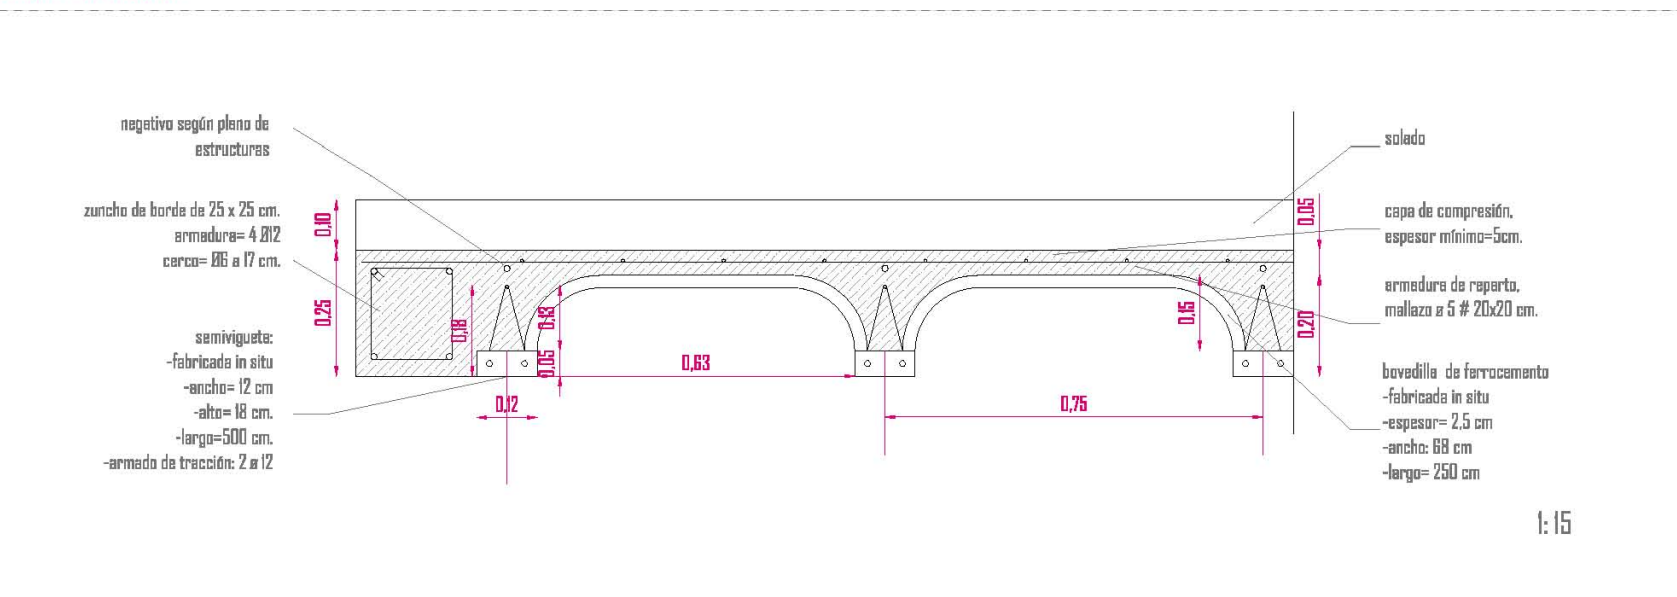 negativo según plano de
estructuras
zuncho de borde de 25 x 25 cm.
armadura= 4 Ø12
cerco= Ø6 a 17 cm.
semivigueta:
-fabricada in situ
-ancho= 12 cm
-alto= 18 cm.
-largo=500 cm.
-armado de tracción: 2 ø 12
0,10
0,25
0,18
0,13
0,05
0,12
0,63
0,75
0,15
0,05
0,20
solado
capa de compresión,
espesor mínimo=5cm.
armadura de reparto,
mallazo ø 5 # 20x20 cm.
bovedilla de ferrocemento
-fabricada in situ
-espesor= 2,5 cm
-ancho: 68 cm
-largo= 250 cm
1:15